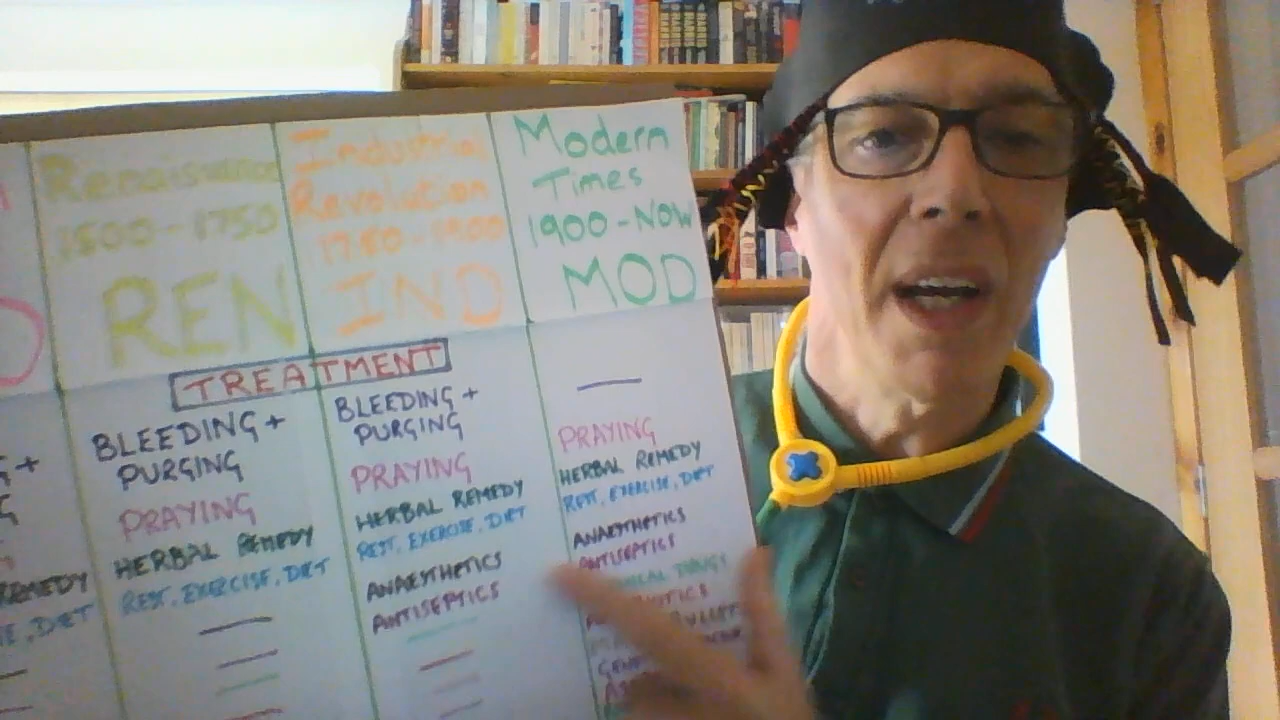 Renaissance
1500-1750
REN
Industrial
Revolution
1750-1900
IND
Modern
Times
1900-Now
MOD
TREATMENT
REMEDY
DIET
BLEEDING +
PURGING
PRAYING
HERBAL REMEDY
REST, EXERCISE, DIET
BLEEDING +
PURGING
PRAYING
HERBAL REMEDY
REST, EXERCISE, DIET
ANAESTHETICS
ANTISEPTICS
PRAYING
HERBAL REMEDY
REST, EXERCISE, DIET
ANAESTHETICS
ANTISEPTICS